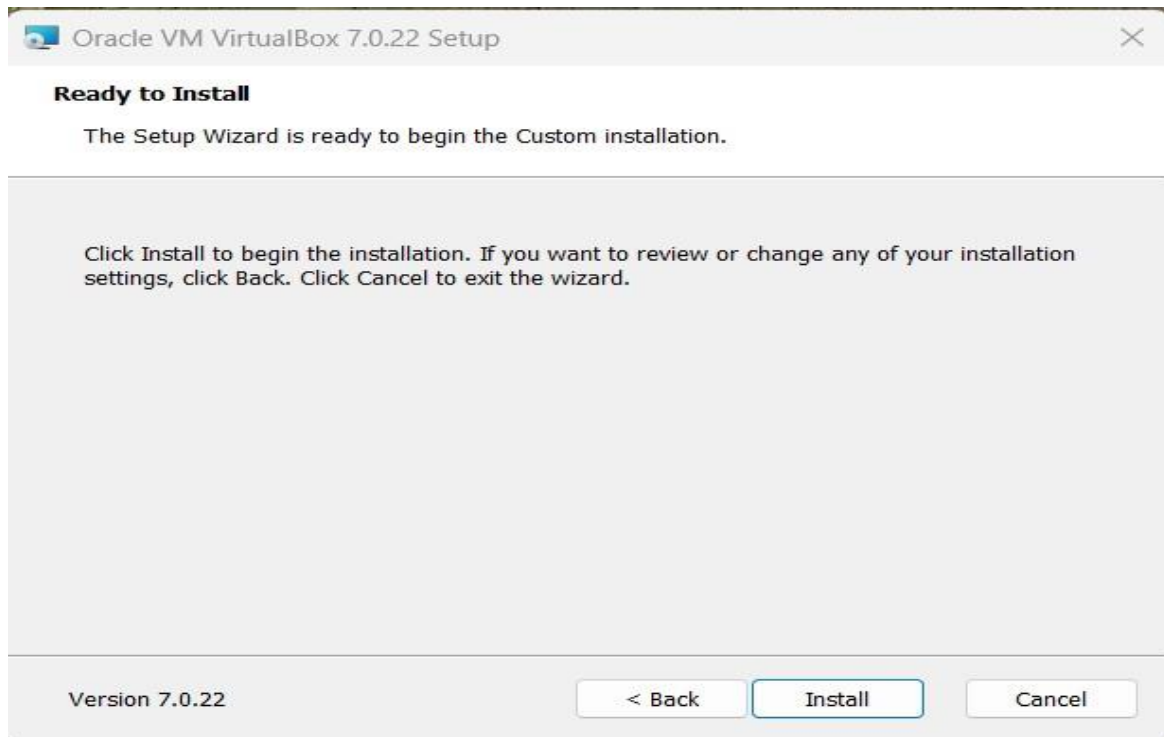 Oracle VM VirtualBox 7.0.22 Setup
Ready to Install
The Setup Wizard is ready to begin the Custom installation.
Click Install to begin the installation. If you want to review or change any of your installation
settings, click Back. Click Cancel to exit the wizard.
Version 7.0.22
< Back
Install
Cancel